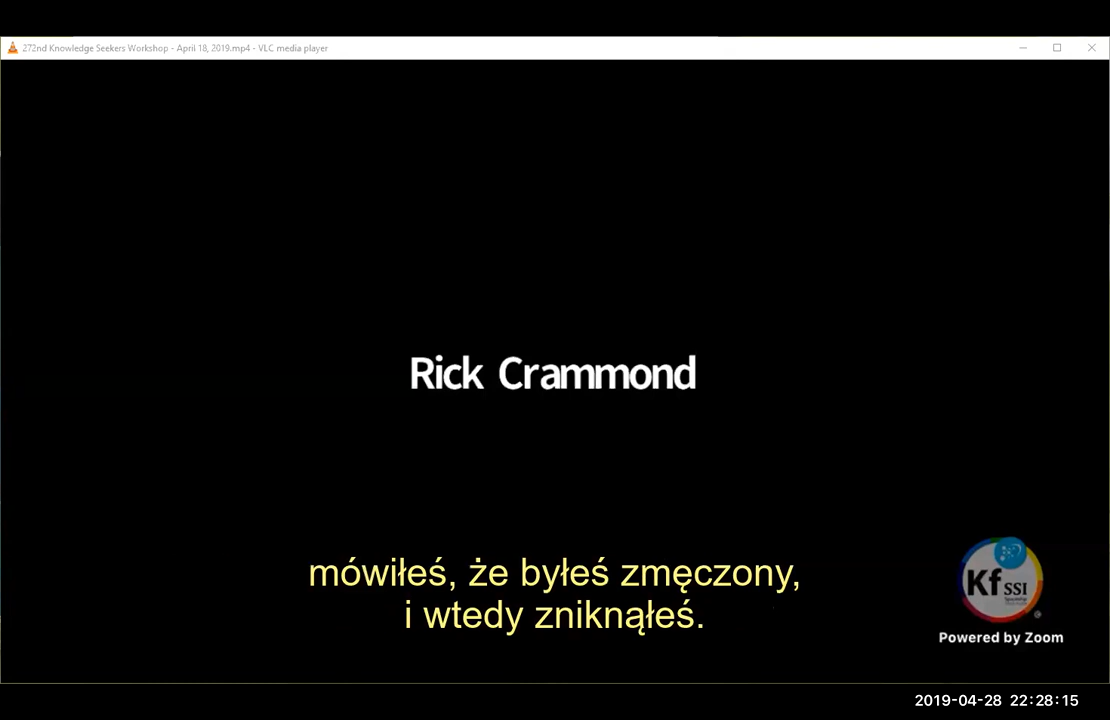 272nd Knowledge Seekers Workshop - April 18, 2019.mp4 - VLC media player
Rick Crammond
mówiłeś, że byłeś zmęczony,
i wtedy zniknąłeś.
Kf SSI
Powered by Zoom
2019-04-28 22:28:15